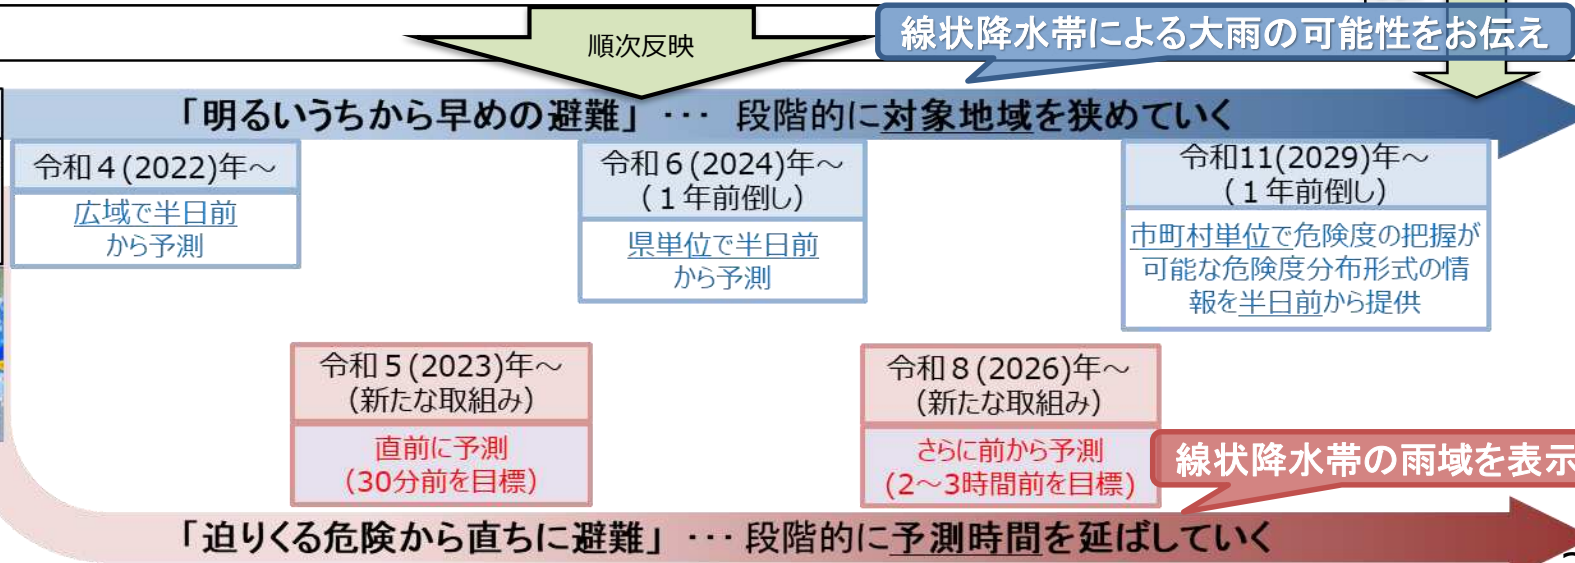 線状降水帯による大雨の可能性をお伝え
順次反映
「明るいうちから早めの避難」･･･ 段階的に対象地域を狭めていく
令和４(2022)年～
広域で半日前
から予測
令和６(2024)年～
(１年前倒し)
県単位で半日前
から予測
令和11(2029)年～
(１年前倒し)
市町村単位で危険度の把握が
可能な危険度分布形式の情
報を半日前から提供
令和５(2023)年～
(新たな取組み)
直前に予測
(30分前を目標)
令和８(2026)年～
(新たな取組み)
さらに前から予測
(2～3時間前を目標)
線状降水帯の雨域を表示
「迫りくる危険から直ちに避難」･･･ 段階的に予測時間を延ばしていく